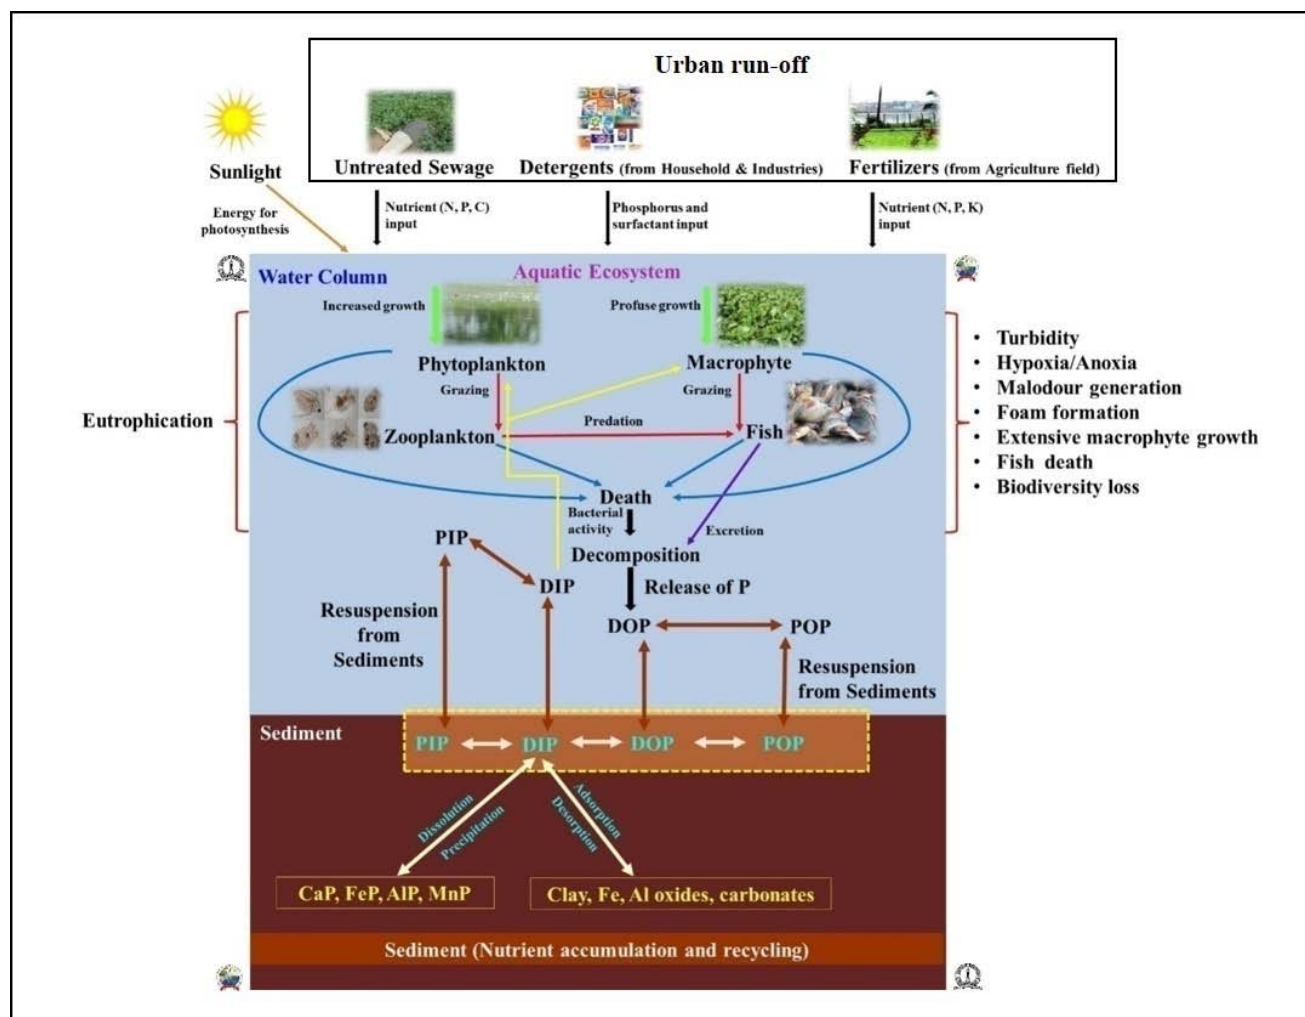 Urban run-off
Sunlight
Untreated Sewage
Detergents (from Household & Industries)
Fertilizers (from Agriculture field)
Energy for
photosynthesis
Nutrient (N, P, C)
input
Phosphorus and
surfactant input
Nutrient (N, P, K)
input
Water Column
Aquatic Ecosystem
Increased growth
Profuse growth
Phytoplankton
Macrophyte
Grazing
Grazing
Zooplankton
Predation
Fish
Eutrophication
• Turbidity
• Hypoxia/Anoxia
• Malodour generation
• Foam formation
• Extensive macrophyte growth
• Fish death
• Biodiversity loss
Death
Bacterial
activity
Excretion
Decomposition
PIP
DIP
Release of P
DOP
POP
Resuspension
from
Sediments
Resuspension
from Sediments
Sediment
PIP
DIP
DOP
POP
Dissolution
Precipitation
Adsorption
Desorption
CaP, FeP, AlP, MnP
Clay, Fe, Al oxides, carbonates
Sediment (Nutrient accumulation and recycling)